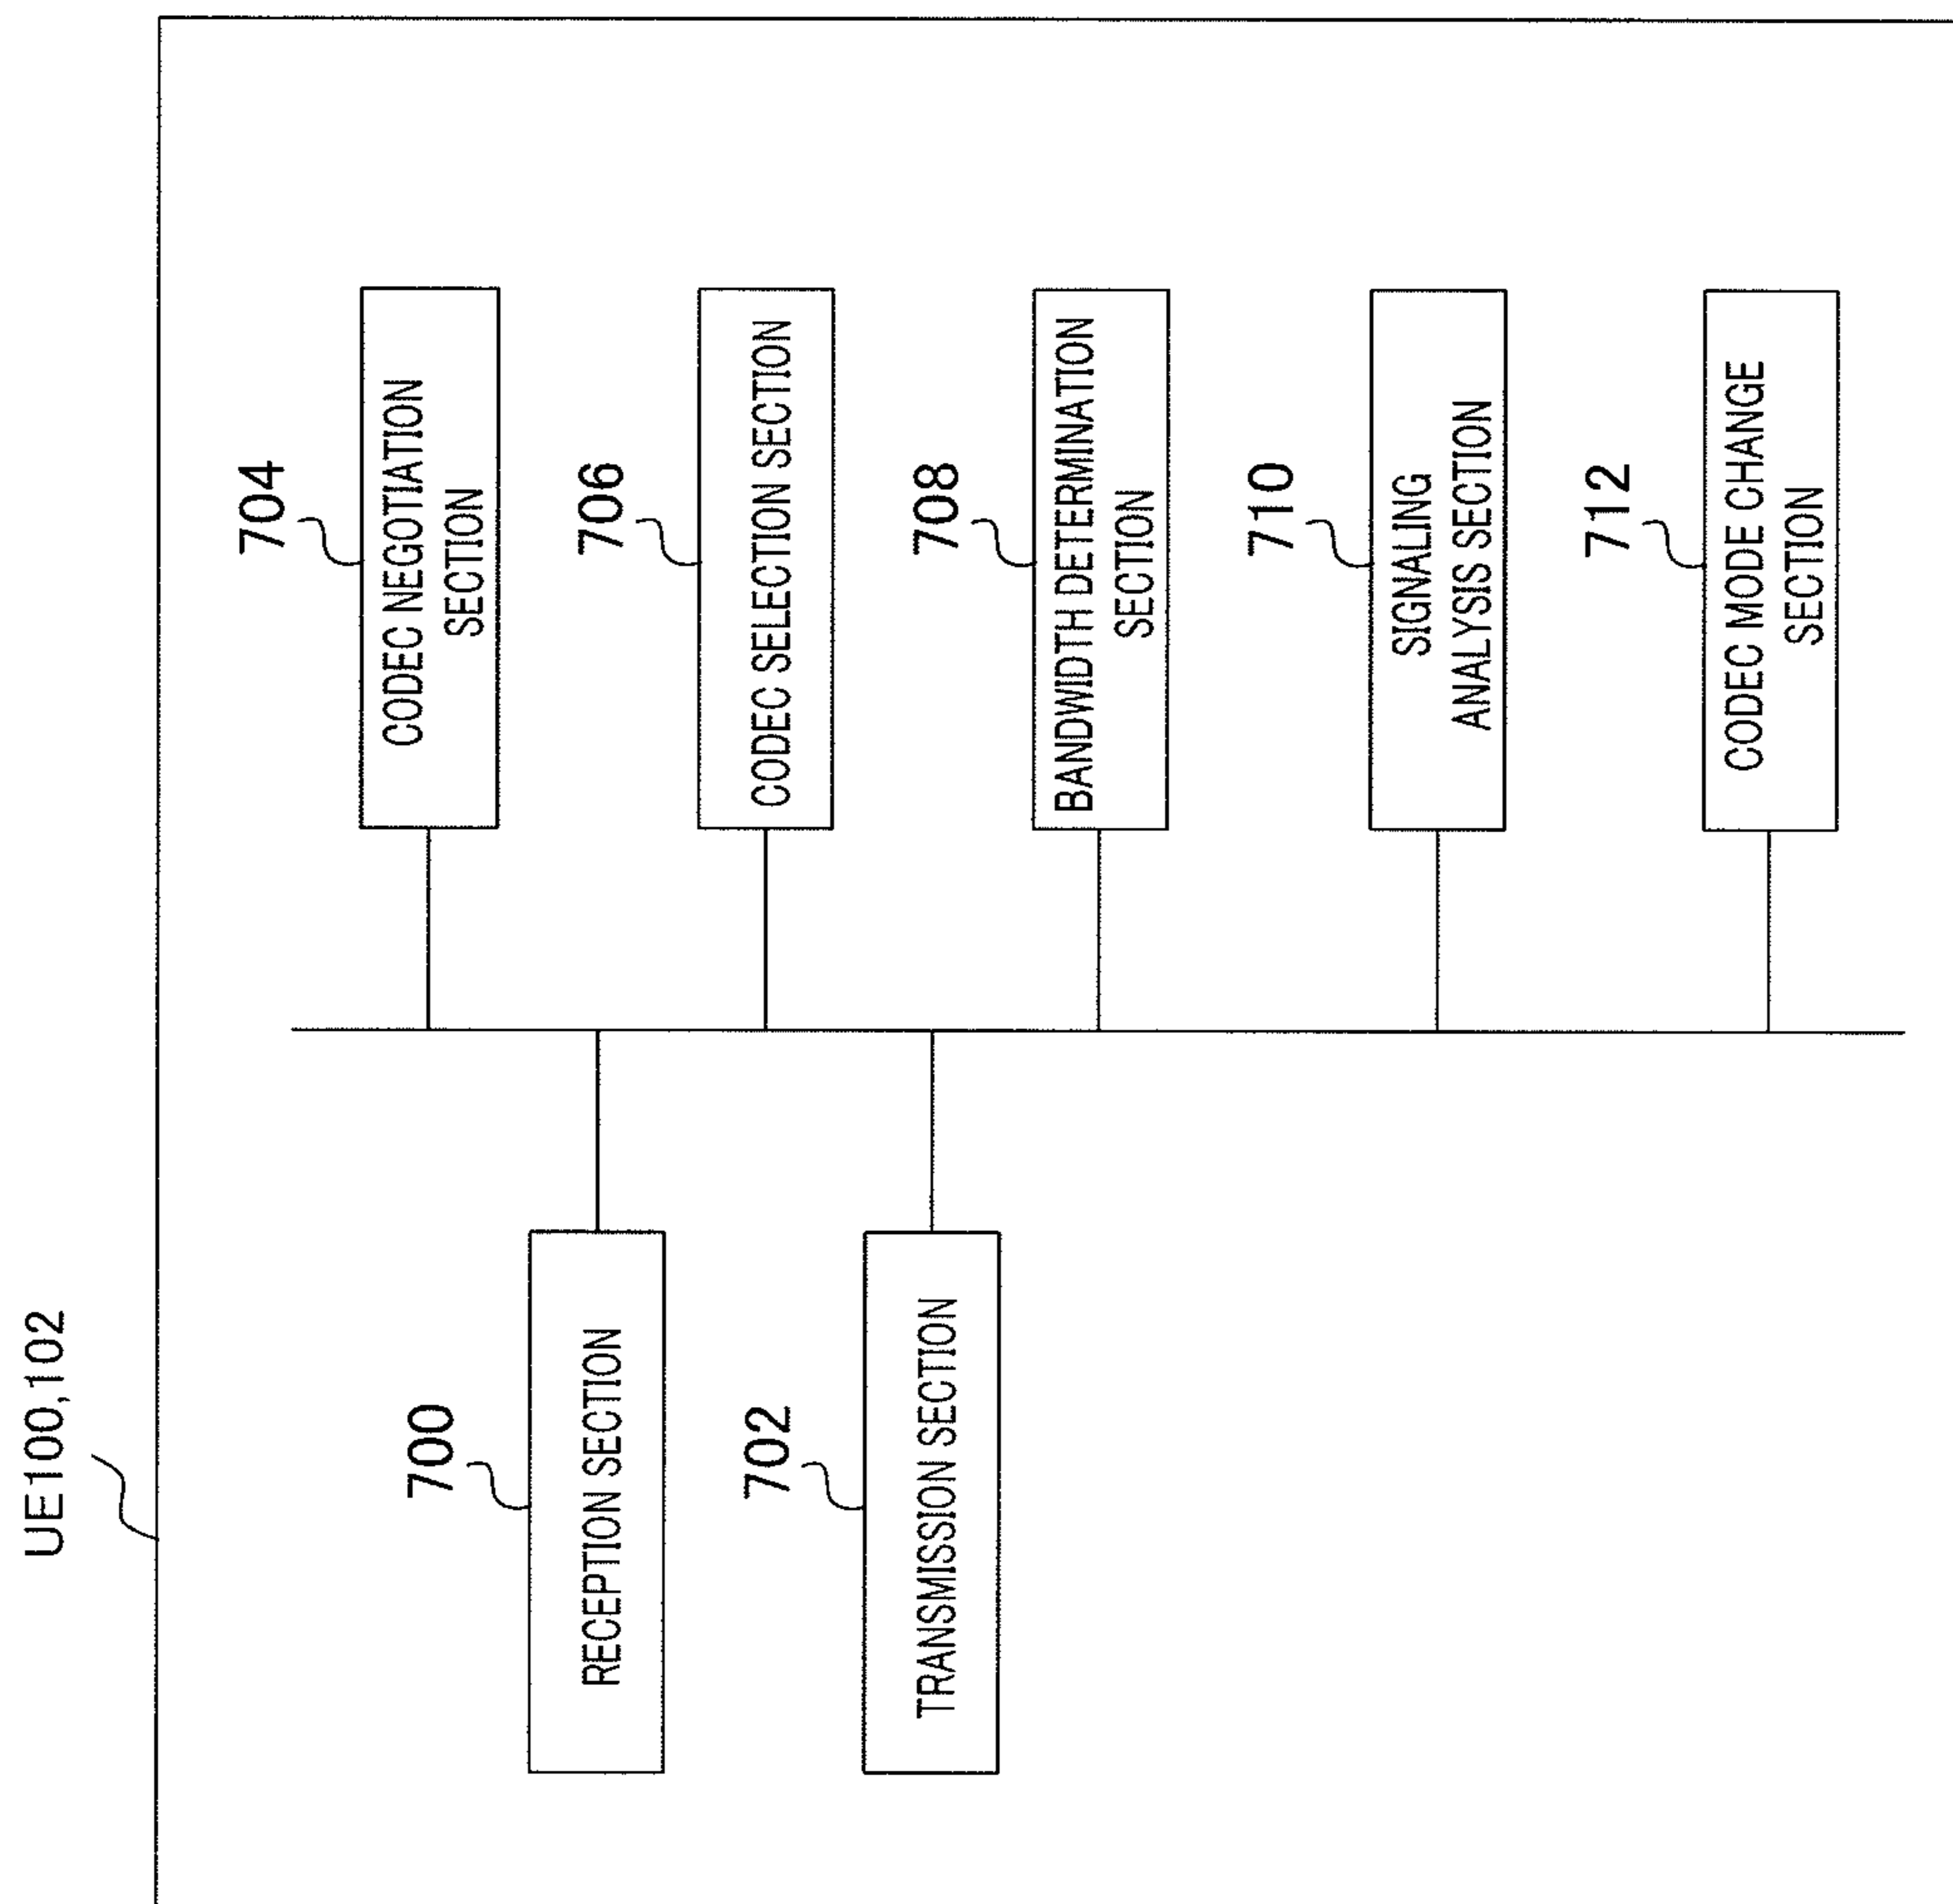 UE100,102
700
RECEPTION SECTION
702
TRANSMISSION SECTION
704
CODEC NEGOTIATION
SECTION
706
CODEC SELECTION SECTION
708
BANDWIDTH DETERMINATION
SECTION
710
SIGNALING
ANALYSIS SECTION
712
CODEC MODE CHANGE
SECTION